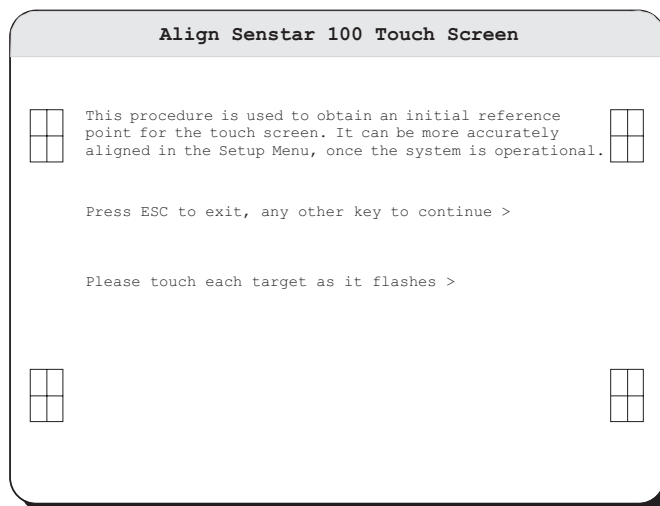 Align Senstar 100 Touch Screen
This procedure is used to obtain an initial reference
point for the touch screen. It can be more accurately
aligned in the Setup Menu, once the system is operational.
Press ESC to exit, any other key to continue >
Please touch each target as it flashes >